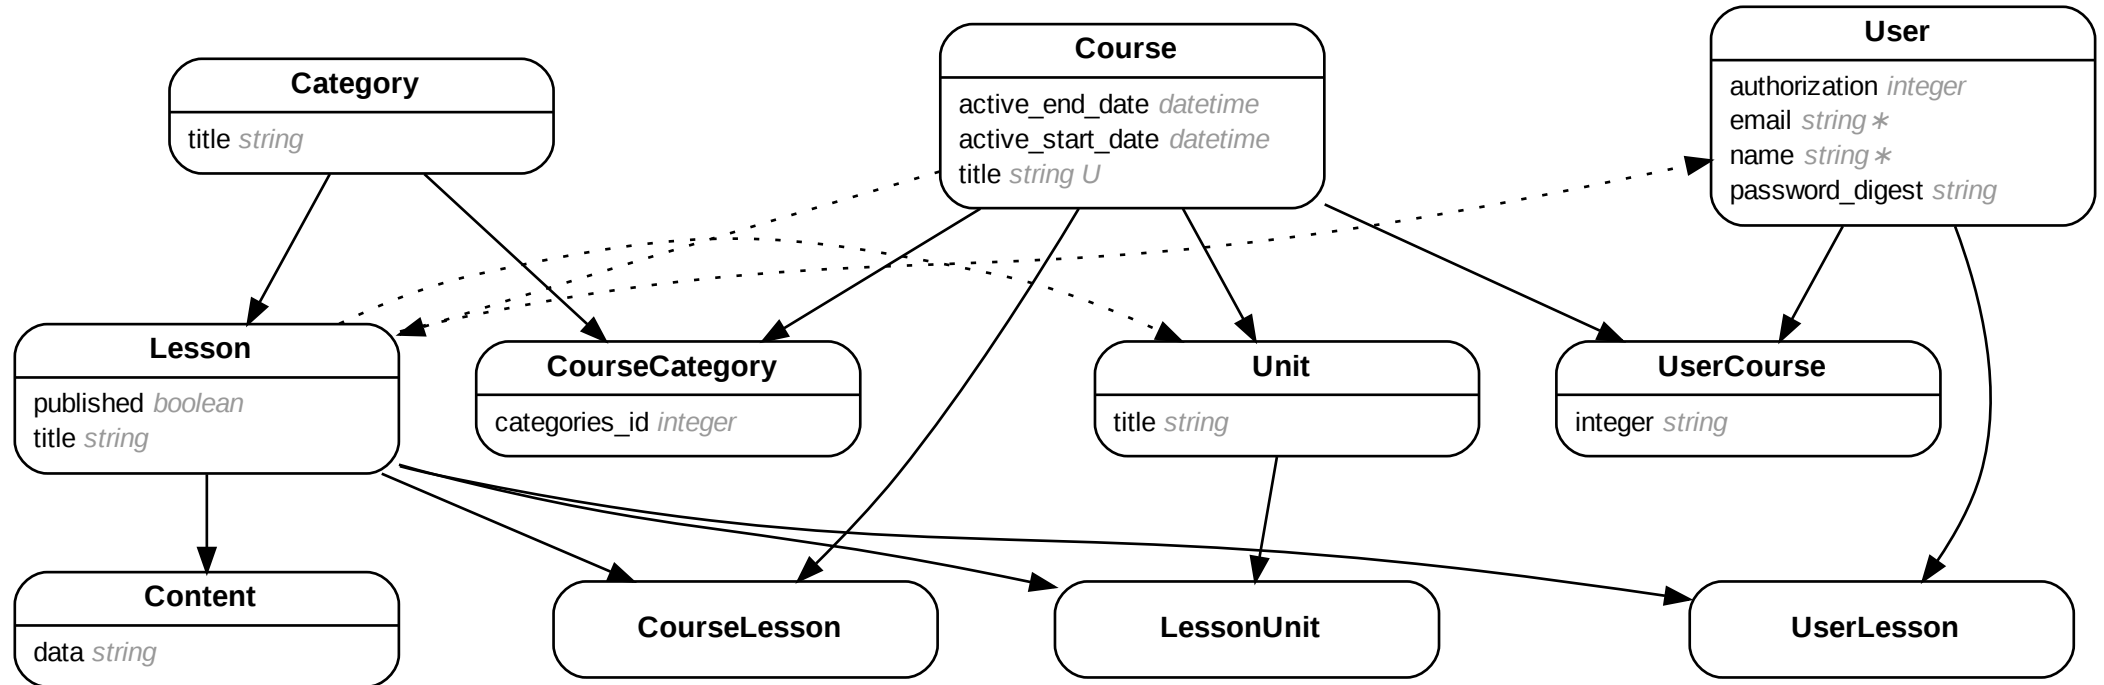 Category
title string
Course
active_end_date datetime
active_start_date datetime
title string U
User
authorization integer
email string∗
name string∗
password_digest string
Lesson
published boolean
title string
CourseCategory
categories_id integer
Unit
title string
UserCourse
integer string
Content
data string
CourseLesson
LessonUnit
UserLesson